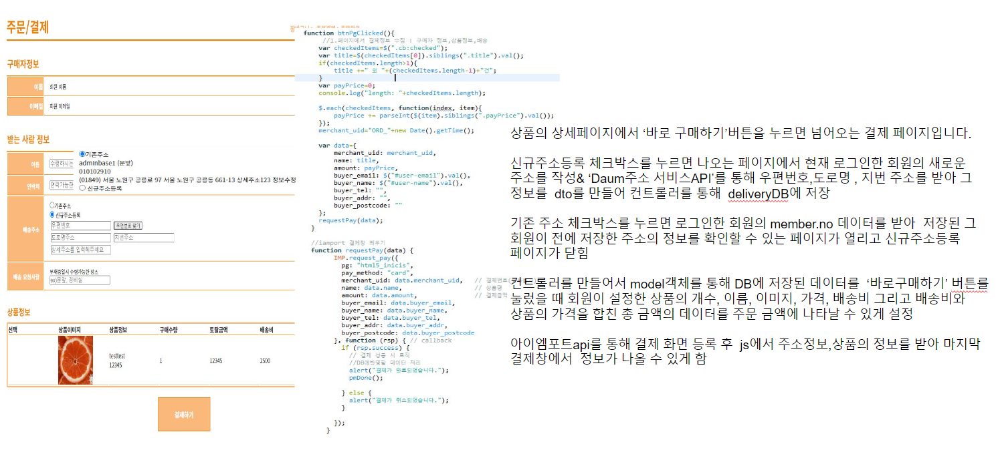 주문/결제
구매자정보
이름 회원 이름
이메일 회원 이메일
받는 사람 정보
이름 수령하시는
연락처 연락가능한
기존주소
adminbase1 (문앞)
010102910
(01849) 서울 노원구 공릉로 97 서울 노원구 공릉동 661-13 상세주소123 정보수정
신규주소등록
배송주소
기존주소
신규주소등록
우편번호 우편번호 찾기
도로명주소 지번주소
상세주소를 입력해주세요
배송 요청사항
부재중일시 수령가능한 장소
ex)문앞, 경비실
상품정보
선택 상품이미지 상품정보 구매수량 토탈금액 배송비
testtest
12345 1 12345 2500
결제하기
function btnPgClicked(){
//1.페이지에서 결제정보 수집 : 구매자 정보,상품정보,배송
var checkedItems=$(".cb:checked");
var title=$(checkedItems[0]).siblings(".title").val();
if(checkedItems.length>1){
title +=" 외 "+(checkedItems.length-1)+"건";
}
var payPrice=0;
console.log("length: "+checkedItems.length);
$.each(checkedItems, function(index, item){
payPrice += parseInt($(item).siblings(".payPrice").val());
});
merchant_uid="ORD_"+new Date().getTime();
var data={
merchant_uid: merchant_uid,
name: title,
amount: payPrice,
buyer_email: $("#user-email").val(),
buyer_name: $("#user-name").val(),
buyer_tel: "",
buyer_addr: "",
buyer_postcode: ""
};
requestPay(data);
}
//iamport 결제창 띄우기
function requestPay(data) {
IMP.request_pay({
pg: "html5_inicis",
pay_method: "card",
merchant_uid: data.merchant_uid, // 결제번호
name: data.name, // 상품명
amount: data.amount, // 결제금액
buyer_email: data.buyer_email,
buyer_name: data.buyer_name,
buyer_tel: data.buyer_tel,
buyer_addr: data.buyer_addr,
buyer_postcode: data.buyer_postcode
}, function (rsp) { // callback
if (rsp.success) {
// 결제 성공 시 로직
//DB에반영할 데이타 처리
alert("결제가 완료되었습니다.");
pmDone();
} else {
alert("결제가 취소되었습니다.");
}
});
}
상품의 상세페이지에서 ‘바로 구매하기’버튼을 누르면 넘어오는 결제 페이지입니다.
신규주소등록 체크박스를 누르면 나오는 페이지에서 현재 로그인한 회원의 새로운
주소를 작성& ‘Daum주소 서비스API’를 통해 우편번호,도로명 , 지번 주소를 받아 그
정보를 dto를 만들어 컨트롤러를 통해 deliveryDB에 저장
기존 주소 체크박스를 누르면 로그인한 회원의 member.no 데이터를 받아 저장된 그
회원이 전에 저장한 주소의 정보를 확인할 수 있는 페이지가 열리고 신규주소등록
페이지가 닫힘
컨트롤러를 만들어서 model객체를 통해 DB에 저장된 데이터를 ‘바로구매하기’ 버튼를
눌렀을 때 회원이 설정한 상품의 개수, 이름, 이미지, 가격, 배송비 그리고 배송비와
상품의 가격을 합친 총 금액의 데이터를 주문 금액에 나타날 수 있게 설정
아이엠포트api를 통해 결제 화면 등록 후 js에서 주소정보,상품의 정보를 받아 마지막
결제창에서 정보가 나올 수 있게 함